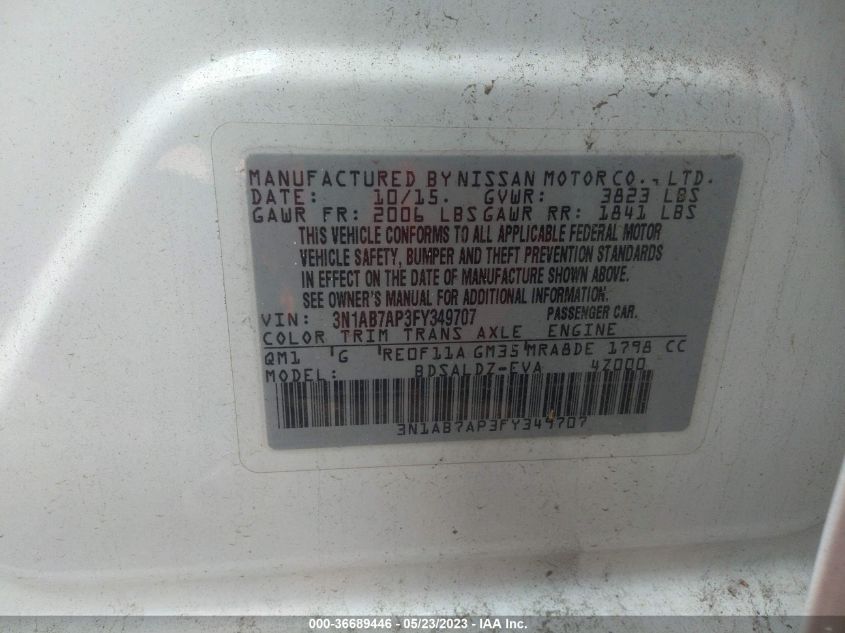 MANUFACTURED BY NISSAN MOTOR CO., LTD.
DATE: 10/15. GVWR: 3823 LBS
GAWR FR: 2006 LBS GAWR RR: 1841 LBS
THIS VEHICLE CONFORMS TO ALL APPLICABLE FEDERAL MOTOR
VEHICLE SAFETY, BUMPER AND THEFT PREVENTION STANDARDS
IN EFFECT ON THE DATE OF MANUFACTURE SHOWN ABOVE.
SEE OWNER'S MANUAL FOR ADDITIONAL INFORMATION.
VIN: 3N1AB7AP3FY349707 PASSENGER CAR.
COLOR TRIM TRANS AXLE ENGINE
QM1 G RE0F11A GM35 MRA8DE 1798 CC
MODEL: BDSALDZ-EVA 4Z000
3N1AB7AP3FY349707
000-36689446 - 05/23/2023 - IAA Inc.